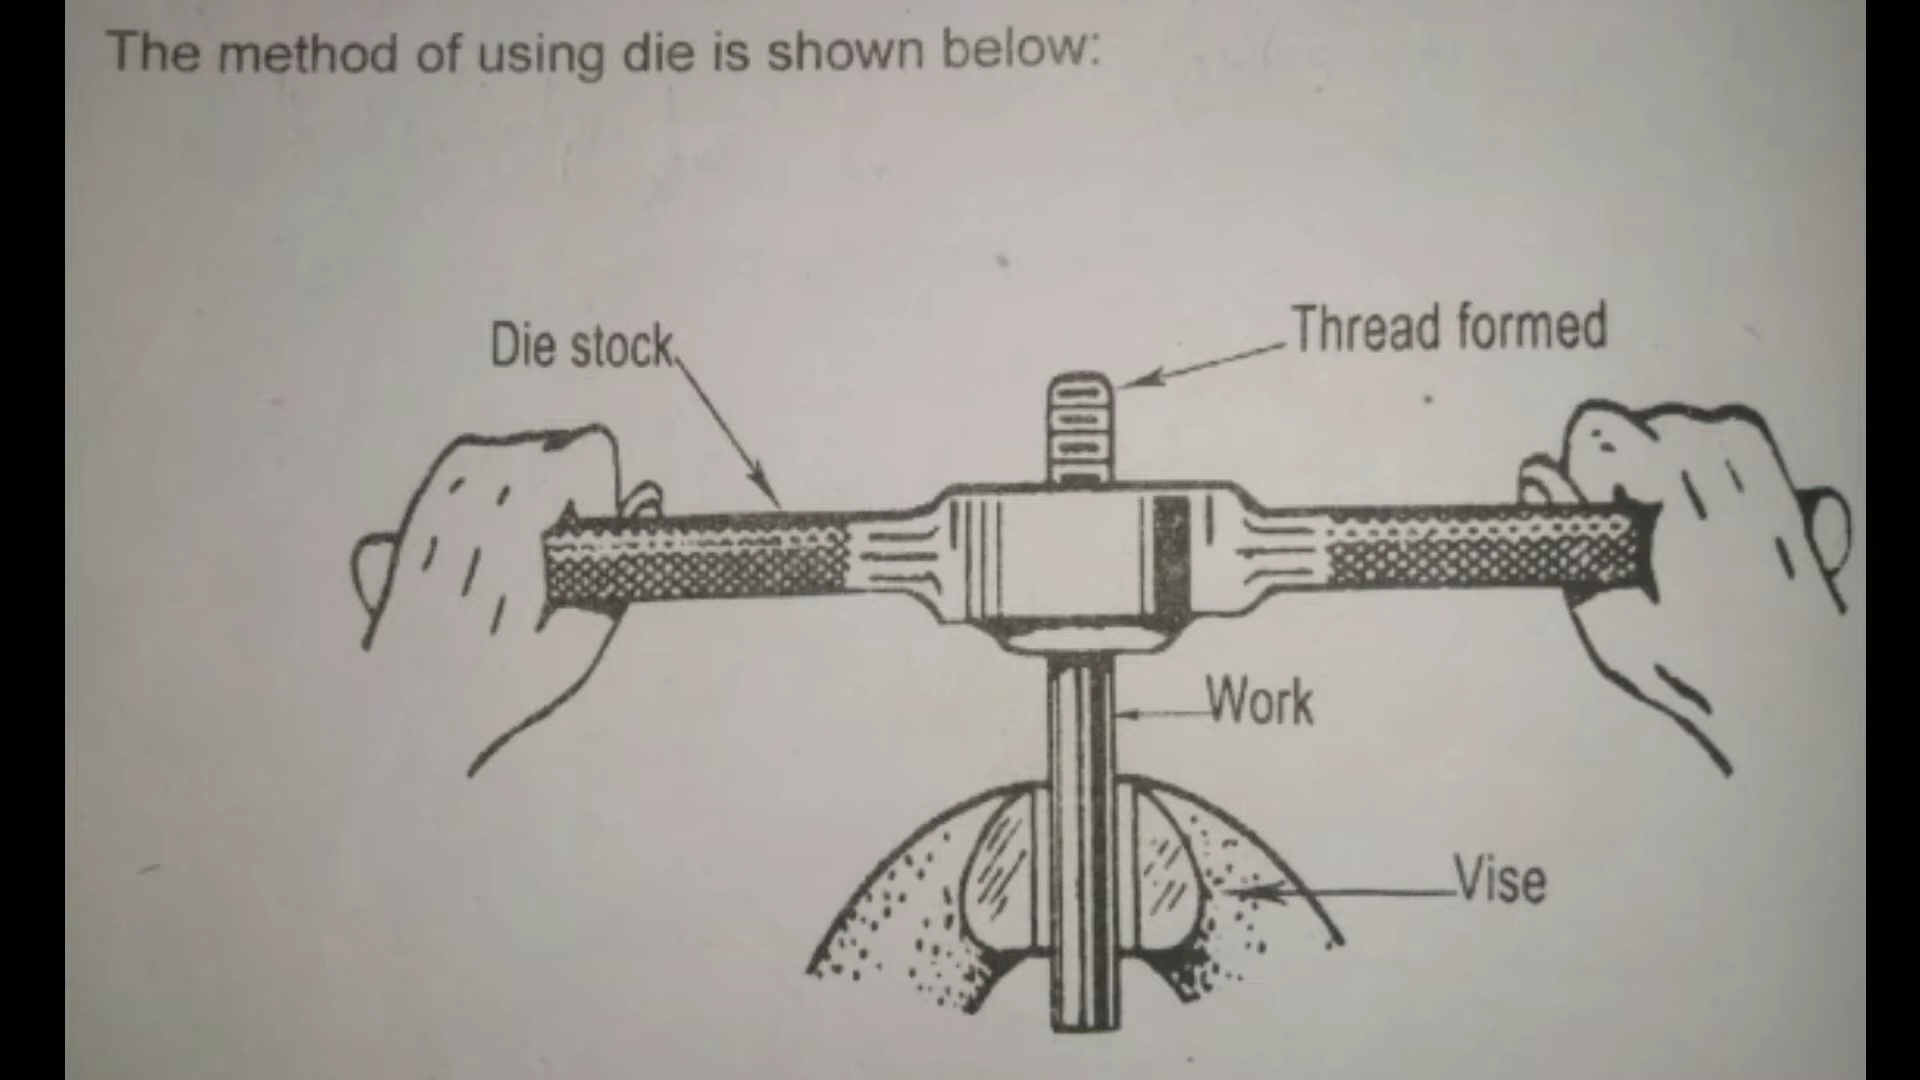 The method of using die is shown below:
Die stock
Thread formed
Work
Vise